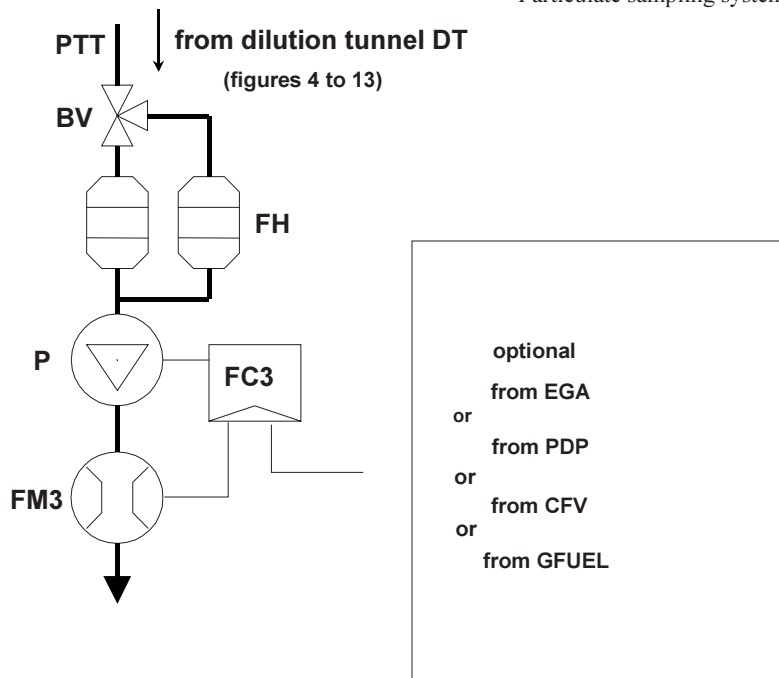 Particulate sampling system
PTT
from dilution tunnel DT
(figures 4 to 13)
BV
FH
P
FC3
FM3
optional
from EGA
or
from PDP
or
from CFV
or
from GFUEL